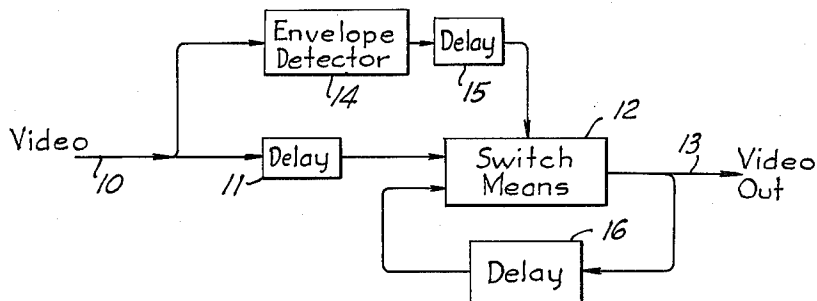 Envelope
Detector
14
Delay
15
Video
10
Delay
11
12
Switch
Means
13
Video
Out
16
Delay